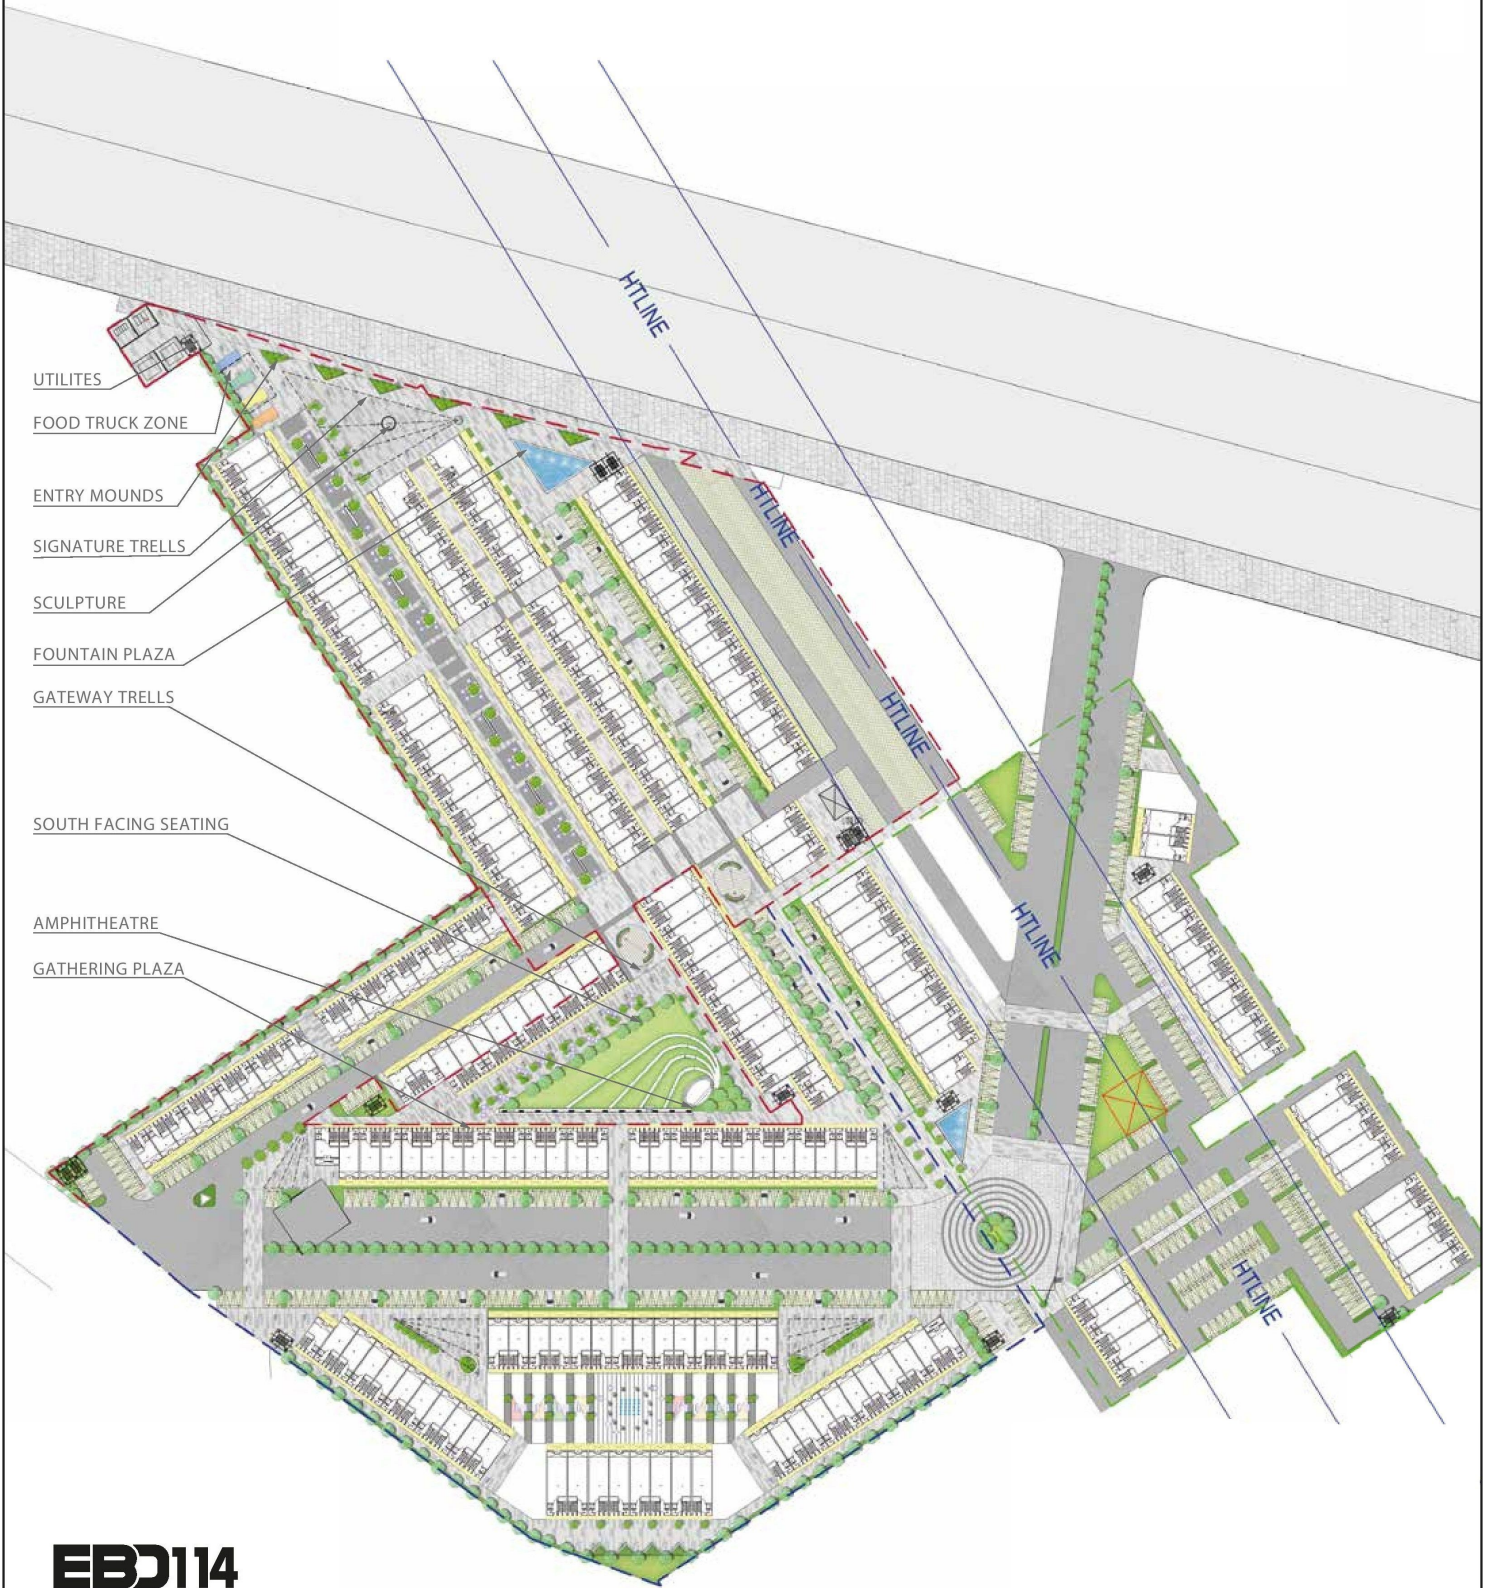 HTLINE
UTILITES
FOOD TRUCK ZONE
ENTRY MOUNDS
SIGNATURE TRELLS
SCULPTURE
FOUNTAIN PLAZA
GATEWAY TRELLS
SOUTH FACING SEATING
AMPHITHEATRE
GATHERING PLAZA
HTLINE
HTLINE
HTLINE
HTLINE
EBD114